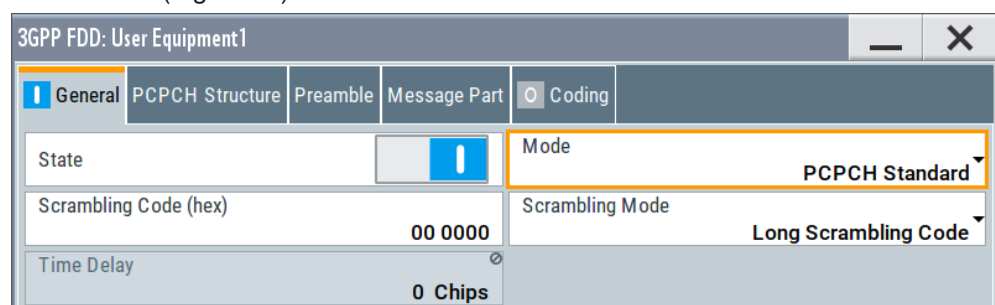 3GPP FDD: User Equipment1
General PCPCH Structure Preamble Message Part Coding
State
Mode
PCPCH Standard
Scrambling Code (hex)
00 0000
Scrambling Mode
Long Scrambling Code
Time Delay
0 Chips